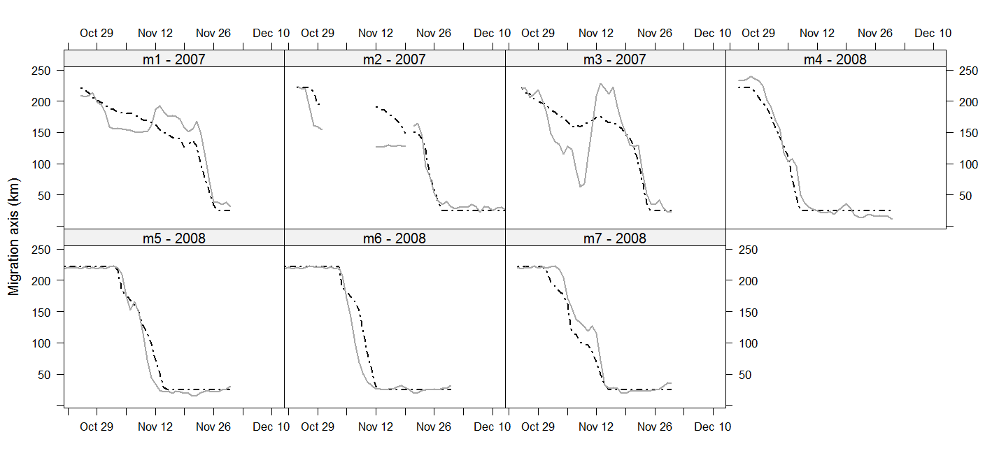 Oct 29 Nov 12 Nov 26 Dec 10 Oct 29 Nov 12 Nov 26 Dec 10 Oct 29 Nov 12 Nov 26 Dec 10 Oct 29 Nov 12 Nov 26 Dec 10
m1 - 2007 m2 - 2007 m3 - 2007 m4 - 2008
250 250
200 200
150 150
100 100
50 50
Migration axis (km)
m5 - 2008 m6 - 2008 m7 - 2008
250 250
200 200
150 150
100 100
50 50
Oct 29 Nov 12 Nov 26 Dec 10 Oct 29 Nov 12 Nov 26 Dec 10 Oct 29 Nov 12 Nov 26 Dec 10